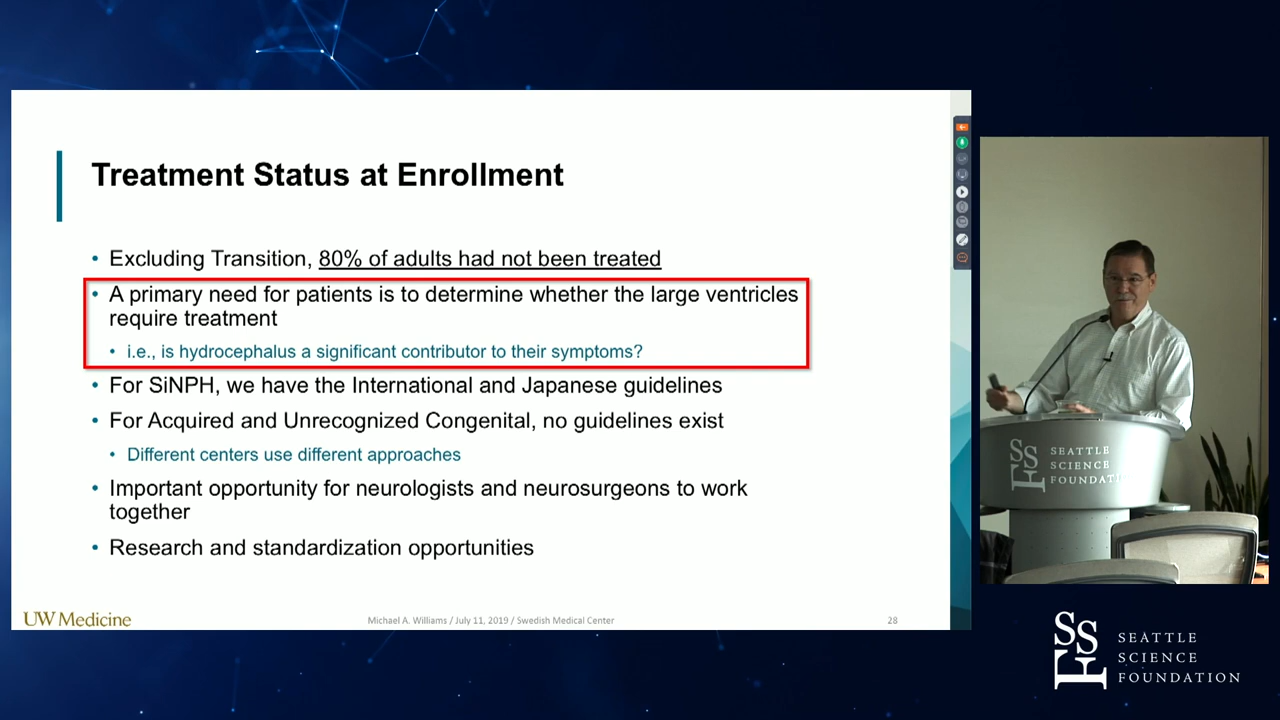 Treatment Status at Enrollment
• Excluding Transition, 80% of adults had not been treated
• A primary need for patients is to determine whether the large ventricles
require treatment
• i.e., is hydrocephalus a significant contributor to their symptoms?
• For SiNPH, we have the International and Japanese guidelines
• For Acquired and Unrecognized Congenital, no guidelines exist
• Different centers use different approaches
• Important opportunity for neurologists and neurosurgeons to work
together
• Research and standardization opportunities
UW Medicine
Michael A. Williams / July 11, 2019 / Swedish Medical Center
28
SSF
SEATTLE
SCIENCE
FOUNDATI
SSF
SEATTLE
SCIENCE
FOUNDATION